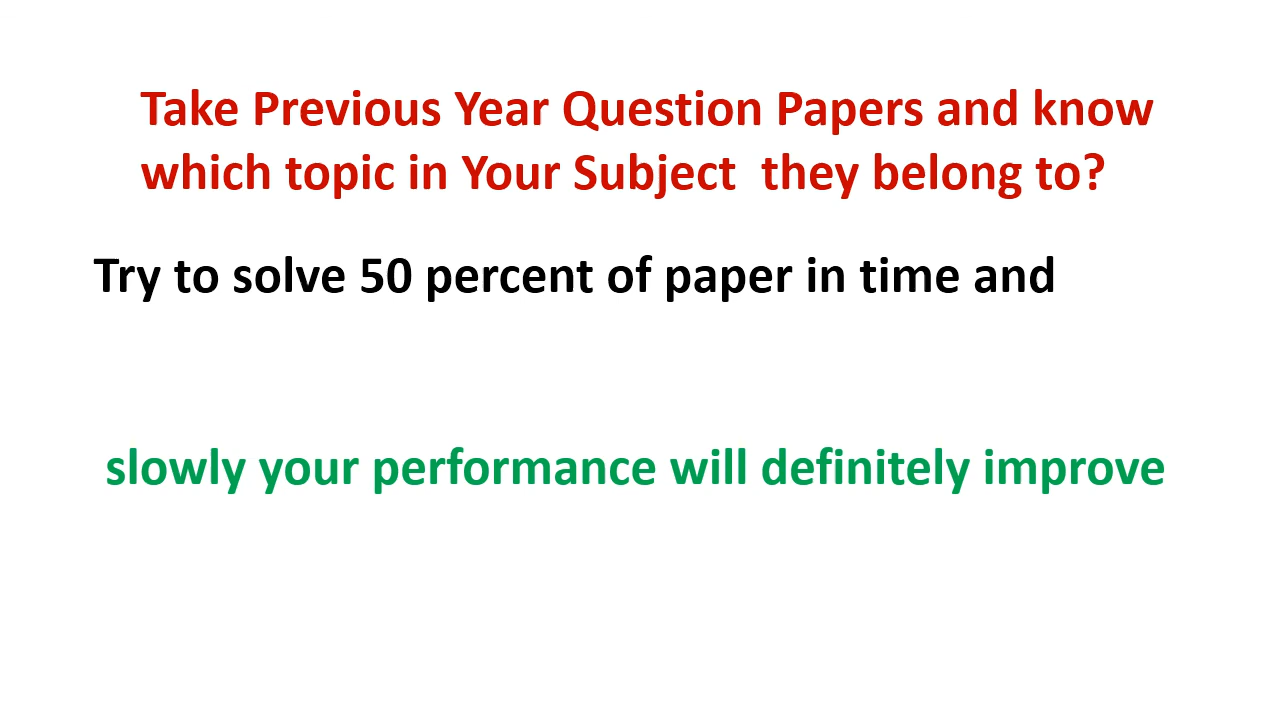 Take Previous Year Question Papers and know
which topic in Your Subject  they belong to?
Try to solve 50 percent of paper in time and
slowly your performance will definitely improve